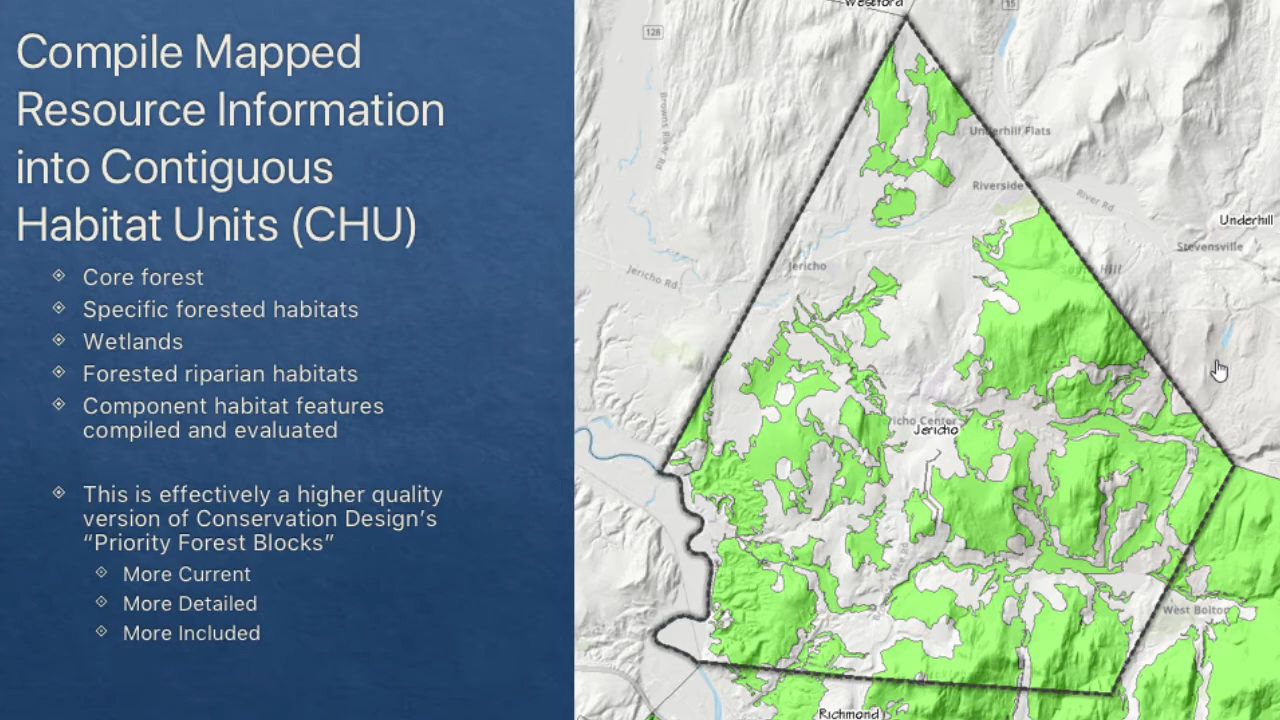 Compile Mapped
Resource Information
into Contiguous
Habitat Units (CHU)
Core forest
Specific forested habitats
Wetlands
Forested riparian habitats
Component habitat features
compiled and evaluated
This is effectively a higher quality
version of Conservation Design’s
“Priority Forest Blocks”
More Current
More Detailed
More Included
Westford
15
128
Browns River Rd
Underhill Flats
Riverside
River Rd
Underhill
Stevensville
Jericho
Jericho Rd
Jericho
West Bolton
Richmond